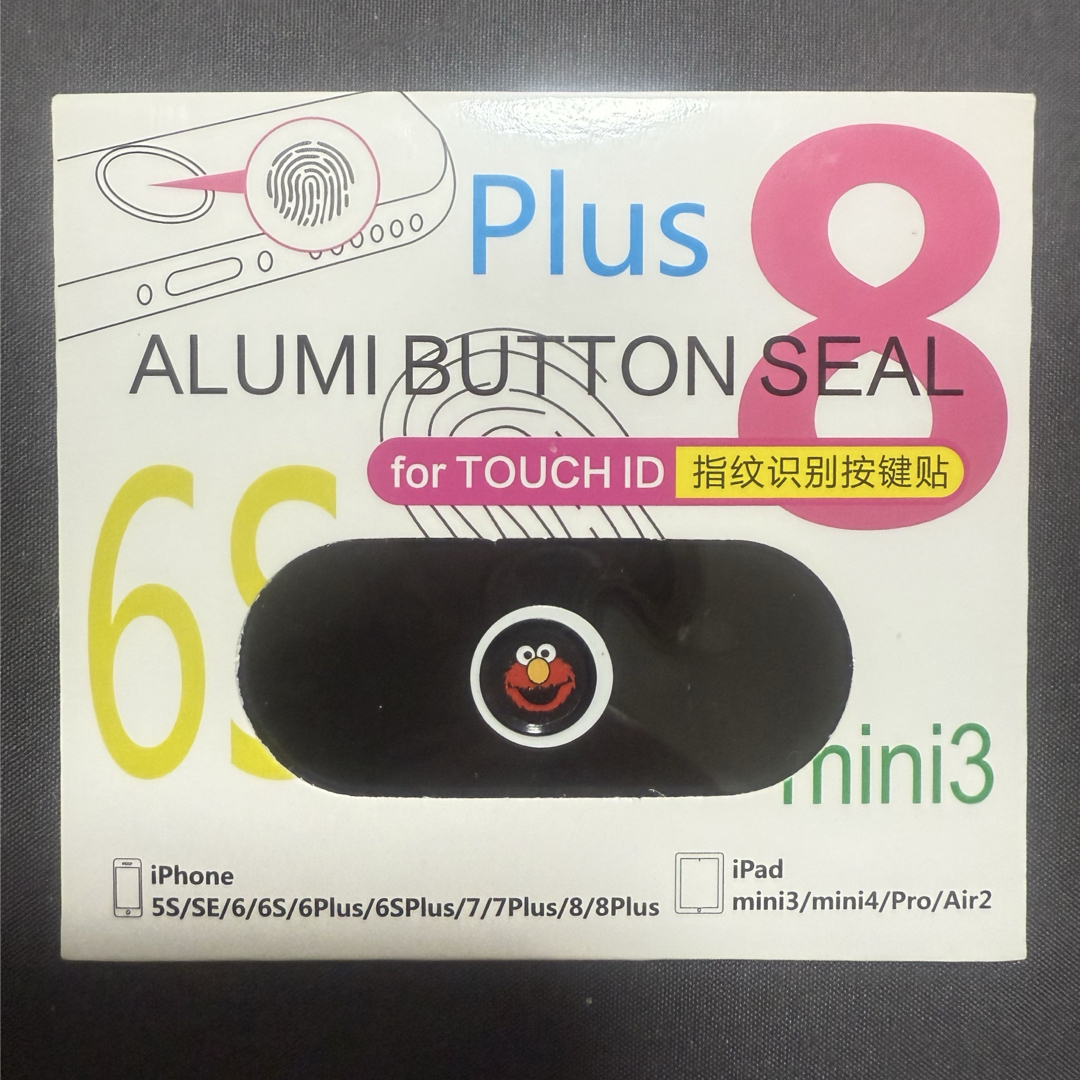 Plus
8
ALUMI BUTTON SEAL
for TOUCH ID 指纹识别按键贴
6S
mini3
iPhone
5S/SE/6/6S/6Plus/6SPlus/7/7Plus/8/8Plus
iPad
mini3/mini4/Pro/Air2